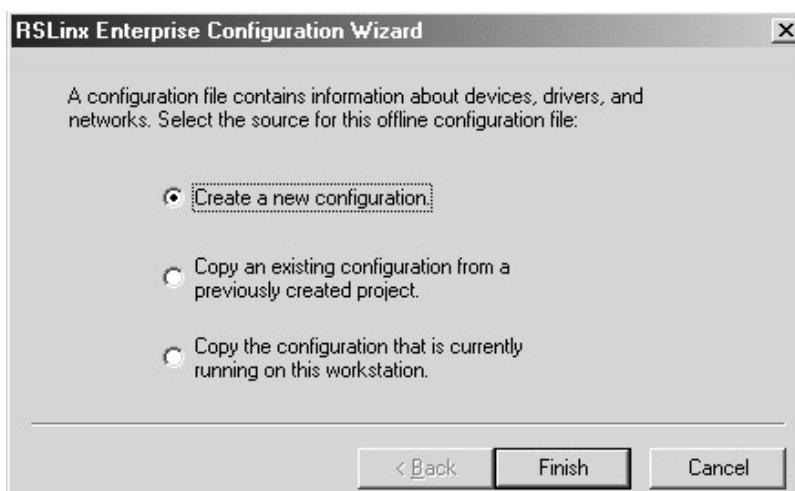 RSLinx Enterprise Configuration Wizard
A configuration file contains information about devices, drivers, and
networks. Select the source for this offline configuration file:
Create a new configuration.
Copy an existing configuration from a
previously created project.
Copy the configuration that is currently
running on this workstation.
< Back
Finish
Cancel